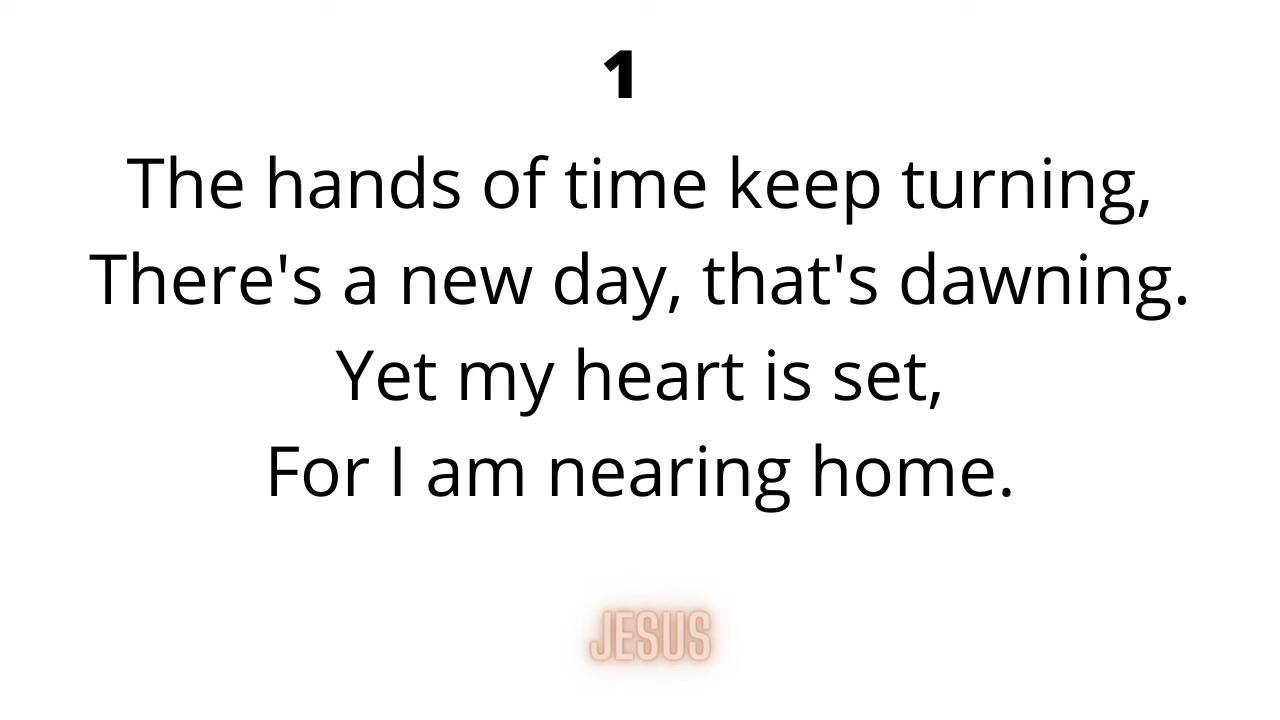 1
The hands of time keep turning,
There's a new day, that's dawning.
Yet my heart is set,
For I am nearing home.
JESUS